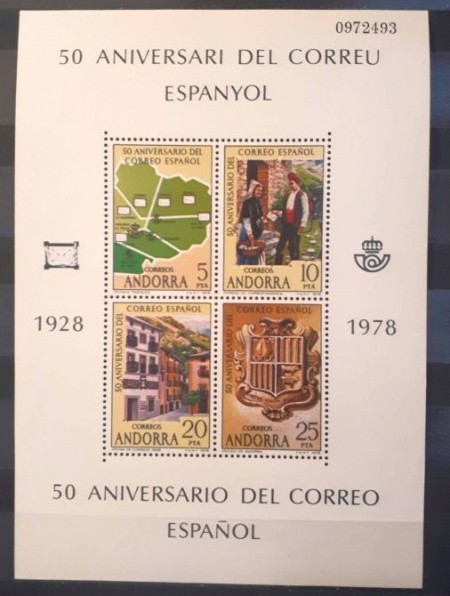 0972493
50 ANIVERSARI DEL CORREU
ESPANYOL
50 ANIVERSARIO DEL
CORREO ESPAÑOL
CORREOS
5
ANDORRA
PTA
50 ANIVERSARIO DEL
CORREO ESPAÑOL
CORREOS
10
ANDORRA
PTA
1928
1978
50 ANIVERSARIO DEL
CORREO ESPAÑOL
CORREOS
20
ANDORRA
PTA
50 ANIVERSARIO DEL
CORREO ESPAÑOL
CORREOS
25
ANDORRA
PTA
50 ANIVERSARIO DEL CORREO
ESPAÑOL